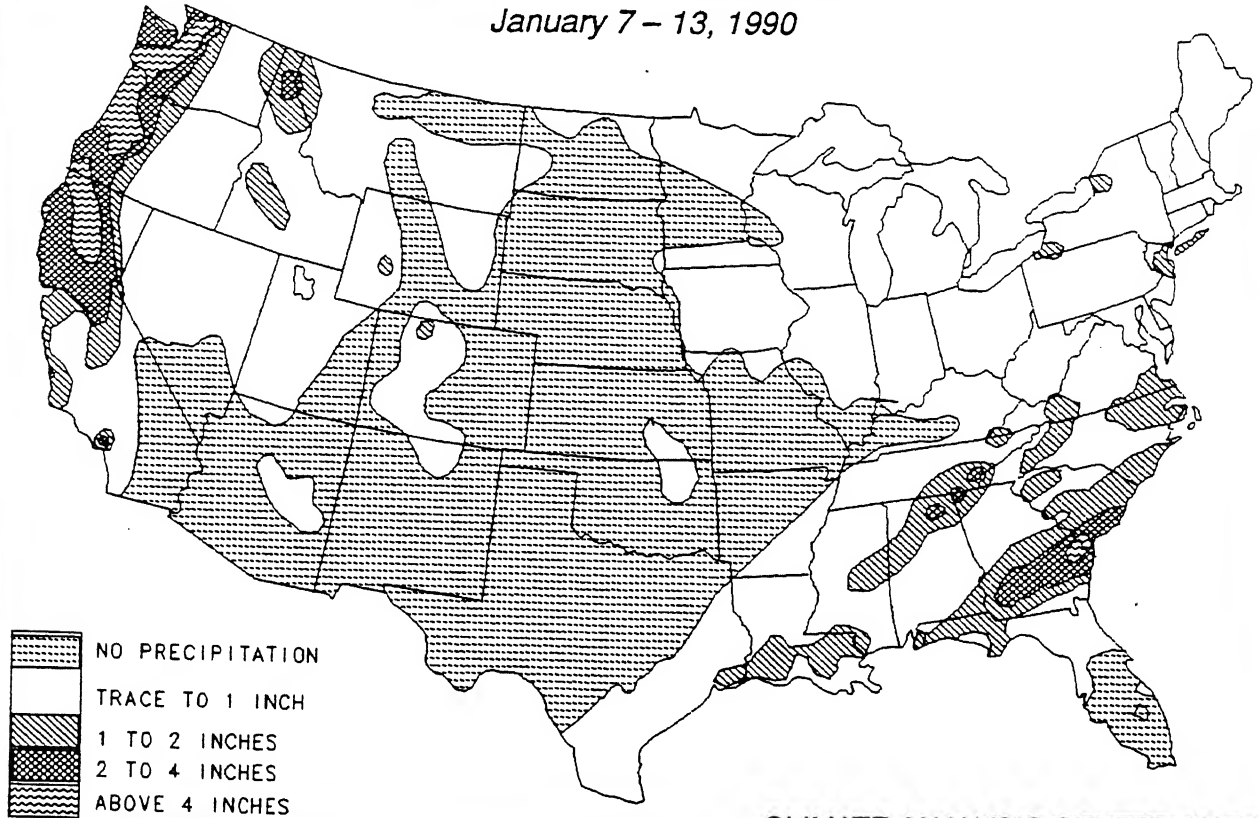 January 7 – 13, 1990
NO PRECIPITATION
TRACE TO 1 INCH
1 TO 2 INCHES
2 TO 4 INCHES
ABOVE 4 INCHES